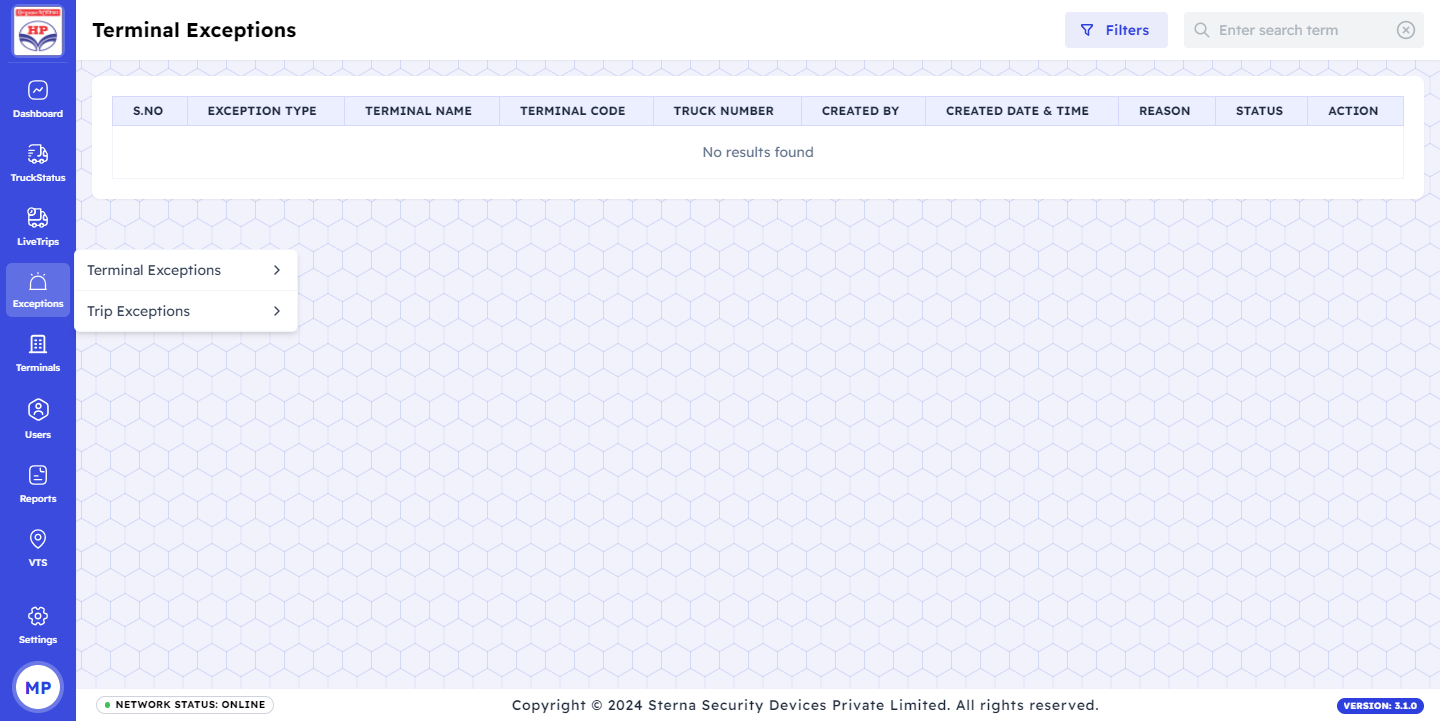 HP
Terminal Exceptions
Filters
Enter search term
Dashboard
TruckStatus
LiveTrips
Exceptions
Terminals
Users
Reports
VTS
Settings
MP
S.NO EXCEPTION TYPE TERMINAL NAME TERMINAL CODE TRUCK NUMBER CREATED BY CREATED DATE & TIME REASON STATUS ACTION
No results found
Terminal Exceptions
Trip Exceptions
NETWORK STATUS: ONLINE
Copyright © 2024 Sterna Security Devices Private Limited. All rights reserved.
VERSION: 3.1.0